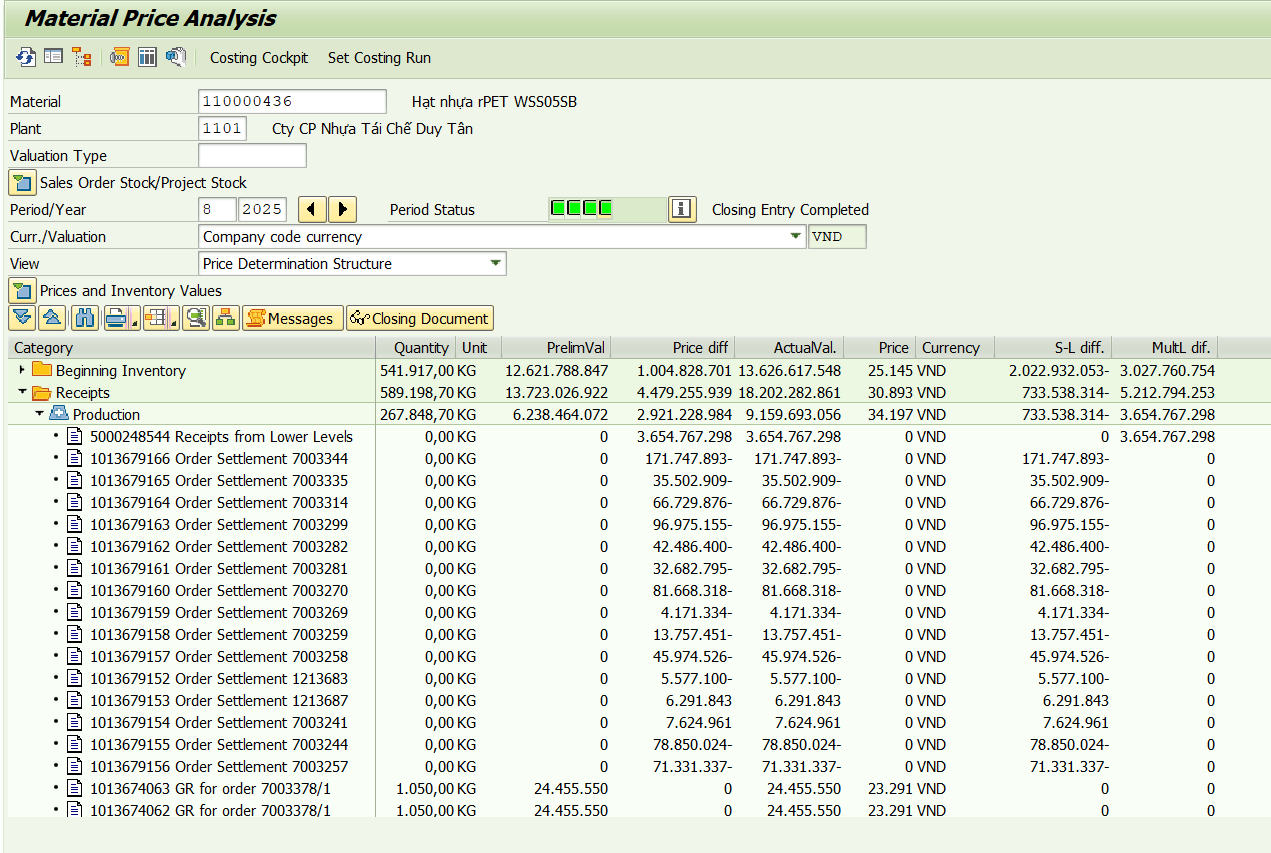 Material Price Analysis
Costing Cockpit Set Costing Run
Material 110000436 Hạt nhựa rPET WSS05SB
Plant 1101 Cty CP Nhựa Tái Chế Duy Tân
Valuation Type
Sales Order Stock/Project Stock
Period/Year 8 2025 Period Status Closing Entry Completed
Curr./Valuation Company code currency VND
View Price Determination Structure
Prices and Inventory Values
Messages Closing Document
Category Quantity Unit PrelimVal Price diff ActualVal. Price Currency S-L diff. MultL dif.
Beginning Inventory 541.917,00 KG 12.621.788.847 1.004.828.701 13.626.617.548 25.145 VND 2.022.932.053- 3.027.760.754
Receipts 589.198,70 KG 13.723.026.922 4.479.255.939 18.202.282.861 30.893 VND 733.538.314- 5.212.794.253
Production 267.848,70 KG 6.238.464.072 2.921.228.984 9.159.693.056 34.197 VND 733.538.314- 3.654.767.298
5000248544 Receipts from Lower Levels 0,00 KG 0 3.654.767.298 3.654.767.298 0 VND 0 3.654.767.298
1013679166 Order Settlement 7003344 0,00 KG 0 171.747.893- 171.747.893- 0 VND 171.747.893- 0
1013679165 Order Settlement 7003335 0,00 KG 0 35.502.909- 35.502.909- 0 VND 35.502.909- 0
1013679164 Order Settlement 7003314 0,00 KG 0 66.729.876- 66.729.876- 0 VND 66.729.876- 0
1013679163 Order Settlement 7003299 0,00 KG 0 96.975.155- 96.975.155- 0 VND 96.975.155- 0
1013679162 Order Settlement 7003282 0,00 KG 0 42.486.400- 42.486.400- 0 VND 42.486.400- 0
1013679161 Order Settlement 7003281 0,00 KG 0 32.682.795- 32.682.795- 0 VND 32.682.795- 0
1013679160 Order Settlement 7003270 0,00 KG 0 81.668.318- 81.668.318- 0 VND 81.668.318- 0
1013679159 Order Settlement 7003269 0,00 KG 0 4.171.334- 4.171.334- 0 VND 4.171.334- 0
1013679158 Order Settlement 7003259 0,00 KG 0 13.757.451- 13.757.451- 0 VND 13.757.451- 0
1013679157 Order Settlement 7003258 0,00 KG 0 45.974.526- 45.974.526- 0 VND 45.974.526- 0
1013679152 Order Settlement 1213683 0,00 KG 0 5.577.100- 5.577.100- 0 VND 5.577.100- 0
1013679153 Order Settlement 1213687 0,00 KG 0 6.291.843 6.291.843 0 VND 6.291.843 0
1013679154 Order Settlement 7003241 0,00 KG 0 7.624.961 7.624.961 0 VND 7.624.961 0
1013679155 Order Settlement 7003244 0,00 KG 0 78.850.024- 78.850.024- 0 VND 78.850.024- 0
1013679156 Order Settlement 7003257 0,00 KG 0 71.331.337- 71.331.337- 0 VND 71.331.337- 0
1013674063 GR for order 7003378/1 1.050,00 KG 24.455.550 0 24.455.550 23.291 VND 0 0
1013674062 GR for order 7003378/1 1.050,00 KG 24.455.550 0 24.455.550 23.291 VND 0 0